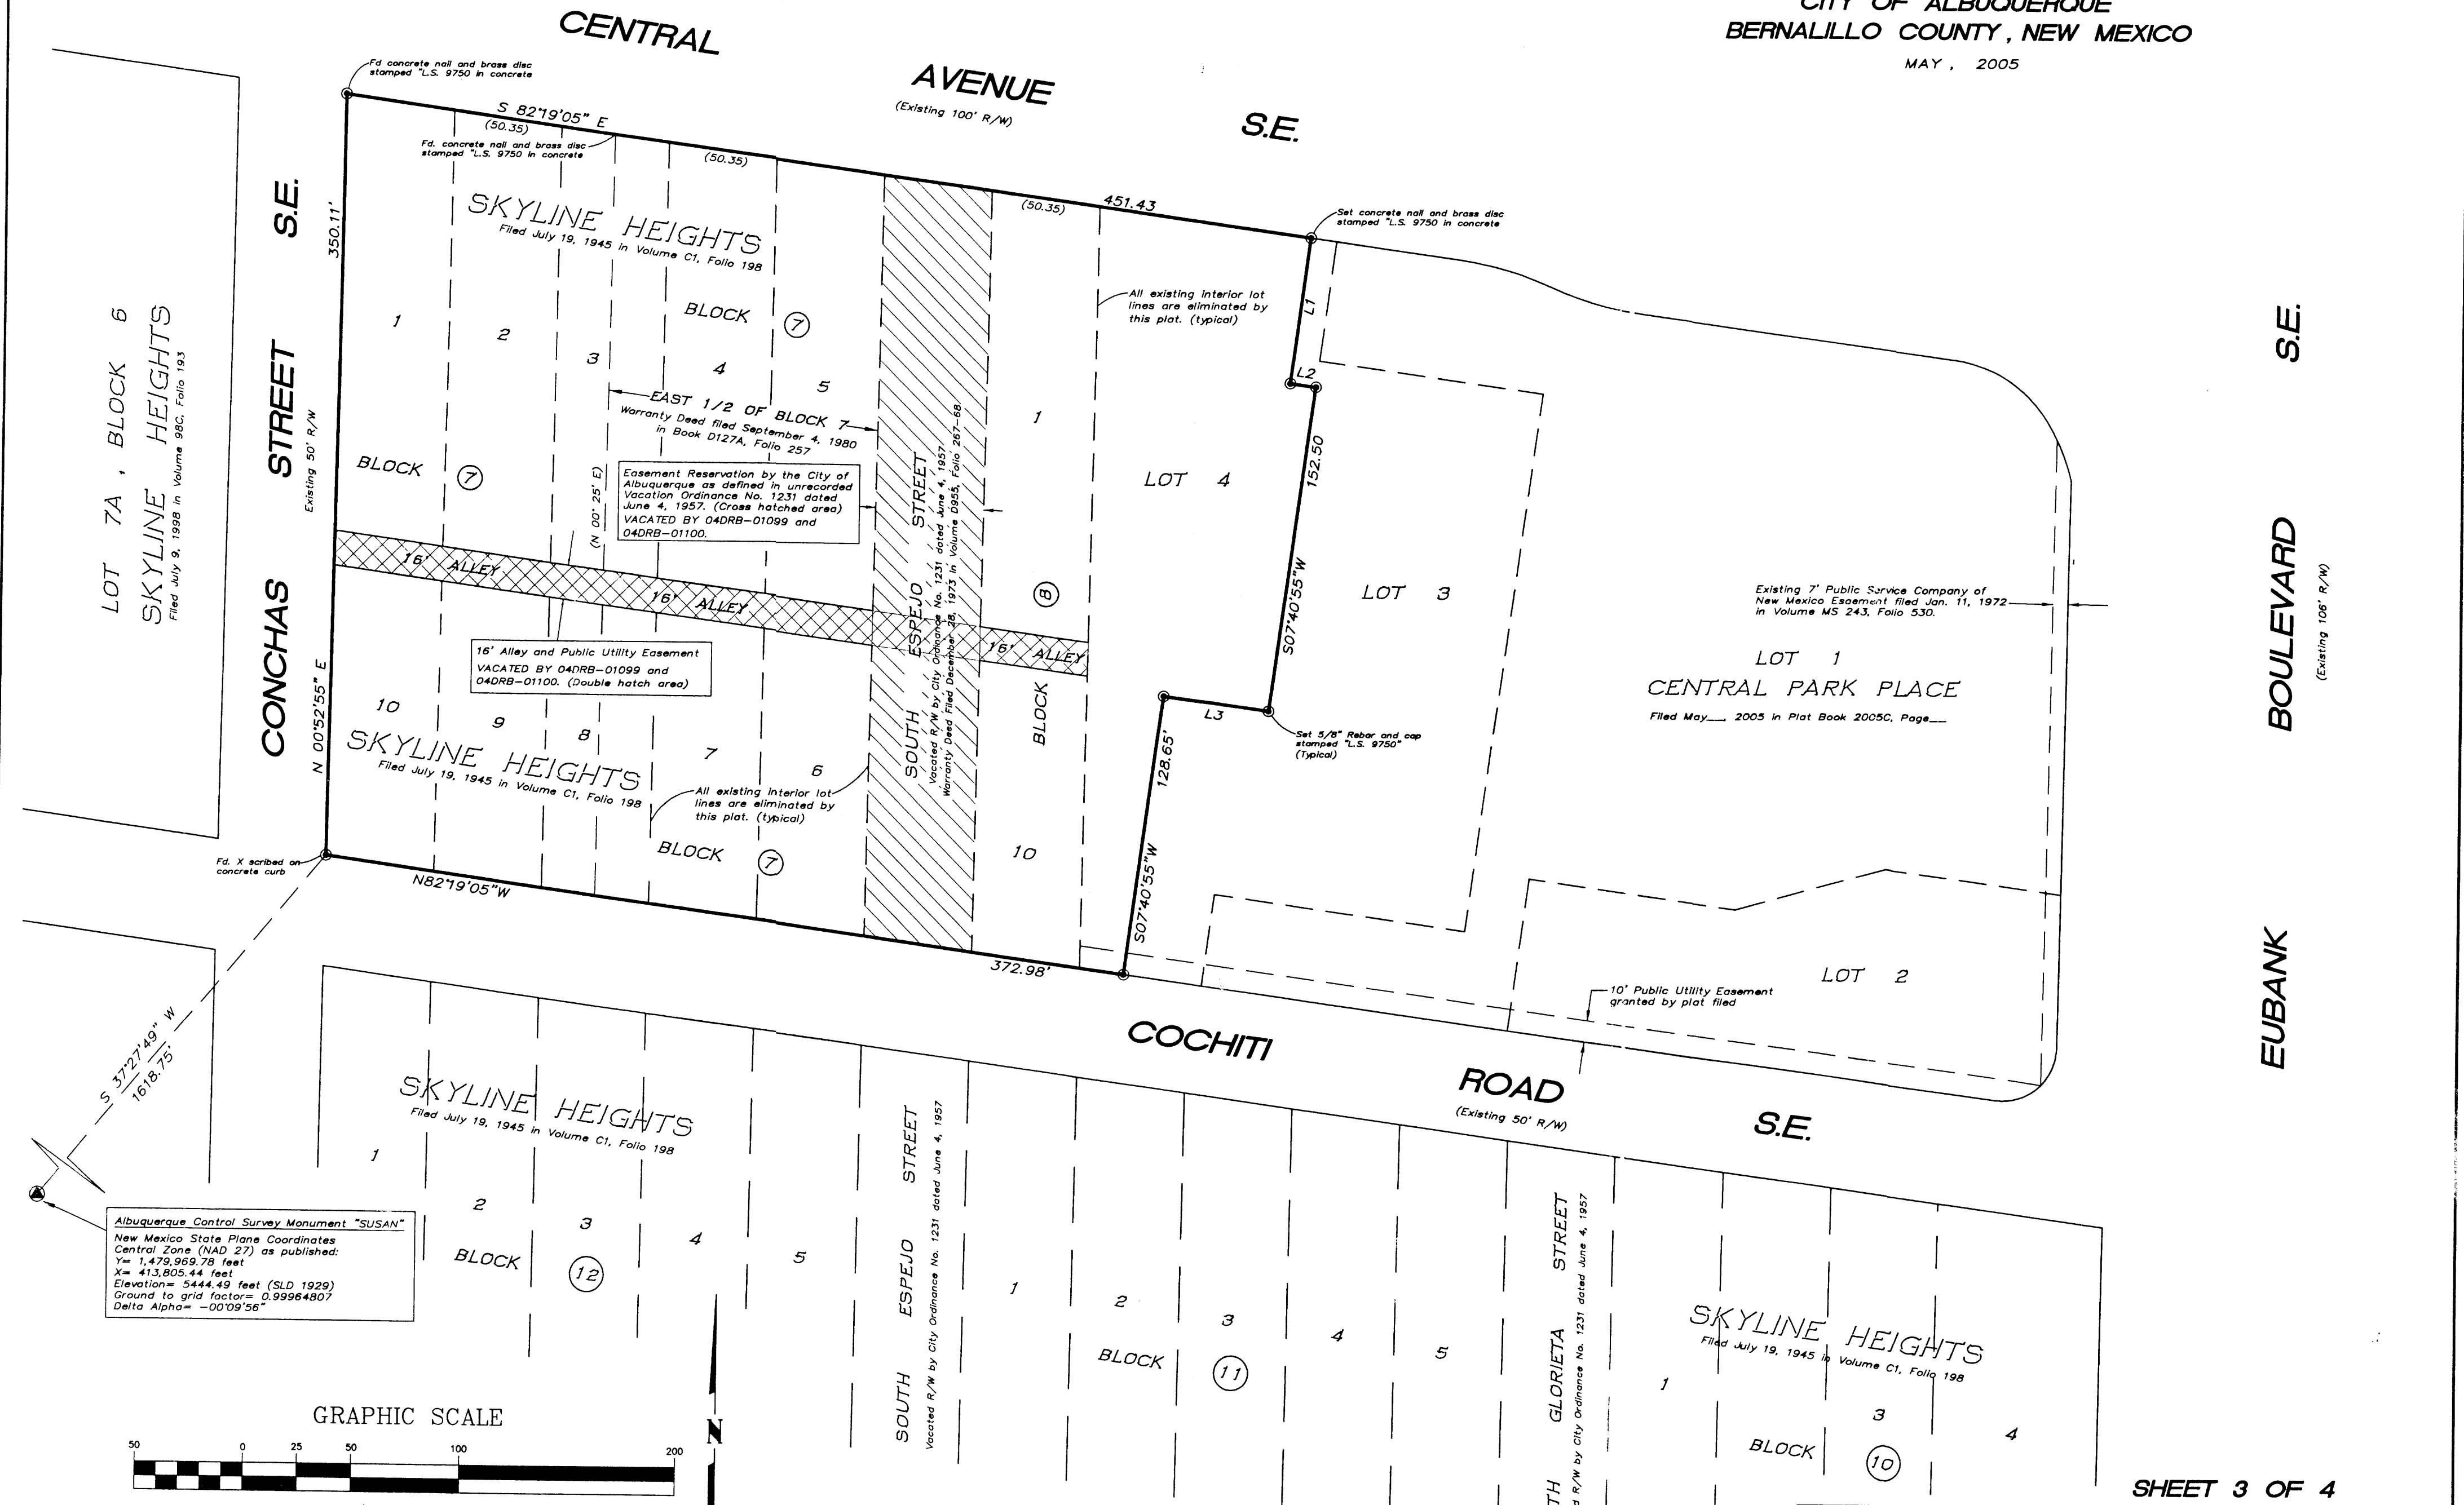 CITY OF ALBUQUERQUE
BERNALILLO COUNTY, NEW MEXICO
MAY, 2005
CENTRAL
AVENUE
(Existing 100' R/W)
S.E.
Fd concrete nail and brass disc
stamped "L.S. 9750 in concrete
S 82°19'05" E
(50.35)
Fd. concrete nail and brass disc
stamped "L.S. 9750 in concrete
(50.35)
(50.35)
451.43
Set concrete nail and brass disc
stamped "L.S. 9750 in concrete
LOT 7A, BLOCK 6
SKYLINE HEIGHTS
Filed July 9, 1998 in Volume 98C, Folio 193
CONCHAS STREET S.E.
Existing 50' R/W
350.11'
N 00°52'55" E
SKYLINE HEIGHTS
Filed July 19, 1945 in Volume C1, Folio 198
BLOCK 7
1
2
3
4
5
EAST 1/2 OF BLOCK 7
Warranty Deed filed September 4, 1980
in Book D127A, Folio 257
BLOCK 7
(N 00° 25' E)
Easement Reservation by the City of
Albuquerque as defined in unrecorded
Vacation Ordinance No. 1231 dated
June 4, 1957. (Cross hatched area)
VACATED BY 04DRB-01099 and
04DRB-01100.
16' ALLEY
16' ALLEY
16' ALLEY
16' Alley and Public Utility Easement
VACATED BY 04DRB-01099 and
04DRB-01100. (Double hatch area)
SOUTH ESPEJO STREET
Vacated R/W by City Ordinance No. 1231 dated June 4, 1957
Warranty Deed Filed December 28, 1973 in Volume D955, Folio 267-68.
All existing interior lot
lines are eliminated by
this plat. (typical)
1
LOT 4
8
BLOCK
10
L1
L2
152.50
S07°40'55"W
L3
128.65'
S07°40'55"W
Set 5/8" Rebar and cap
stamped "L.S. 9750"
(Typical)
LOT 3
Existing 7' Public Service Company of
New Mexico Esaement filed Jan. 11, 1972
in Volume MS 243, Folio 530.
LOT 1
CENTRAL PARK PLACE
Filed May__, 2005 in Plat Book 2005C, Page__
LOT 2
10' Public Utility Easement
granted by plat filed
EUBANK BOULEVARD S.E.
(Existing 106' R/W)
10
9
8
7
6
SKYLINE HEIGHTS
Filed July 19, 1945 in Volume C1, Folio 198
All existing interior lot
lines are eliminated by
this plat. (typical)
BLOCK 7
Fd. X scribed on
concrete curb
N82°19'05"W
372.98'
COCHITI
ROAD
(Existing 50' R/W)
S.E.
S 37°27'49" W
1618.75'
Albuquerque Control Survey Monument "SUSAN"
New Mexico State Plane Coordinates
Central Zone (NAD 27) as published:
Y= 1,479,969.78 feet
X= 413,805.44 feet
Elevation= 5444.49 feet (SLD 1929)
Ground to grid factor= 0.99964807
Delta Alpha= -00°09'56"
SKYLINE HEIGHTS
Filed July 19, 1945 in Volume C1, Folio 198
1
2
3
4
5
BLOCK 12
SOUTH ESPEJO STREET
Vacated R/W by City Ordinance No. 1231 dated June 4, 1957
1
2
3
4
5
BLOCK 11
TH GLORIETA STREET
d R/W by City Ordinance No. 1231 dated June 4, 1957
SKYLINE HEIGHTS
Filed July 19, 1945 in Volume C1, Folio 198
1
3
4
BLOCK 10
GRAPHIC SCALE
50 0 25 50 100 200
N
SHEET 3 OF 4